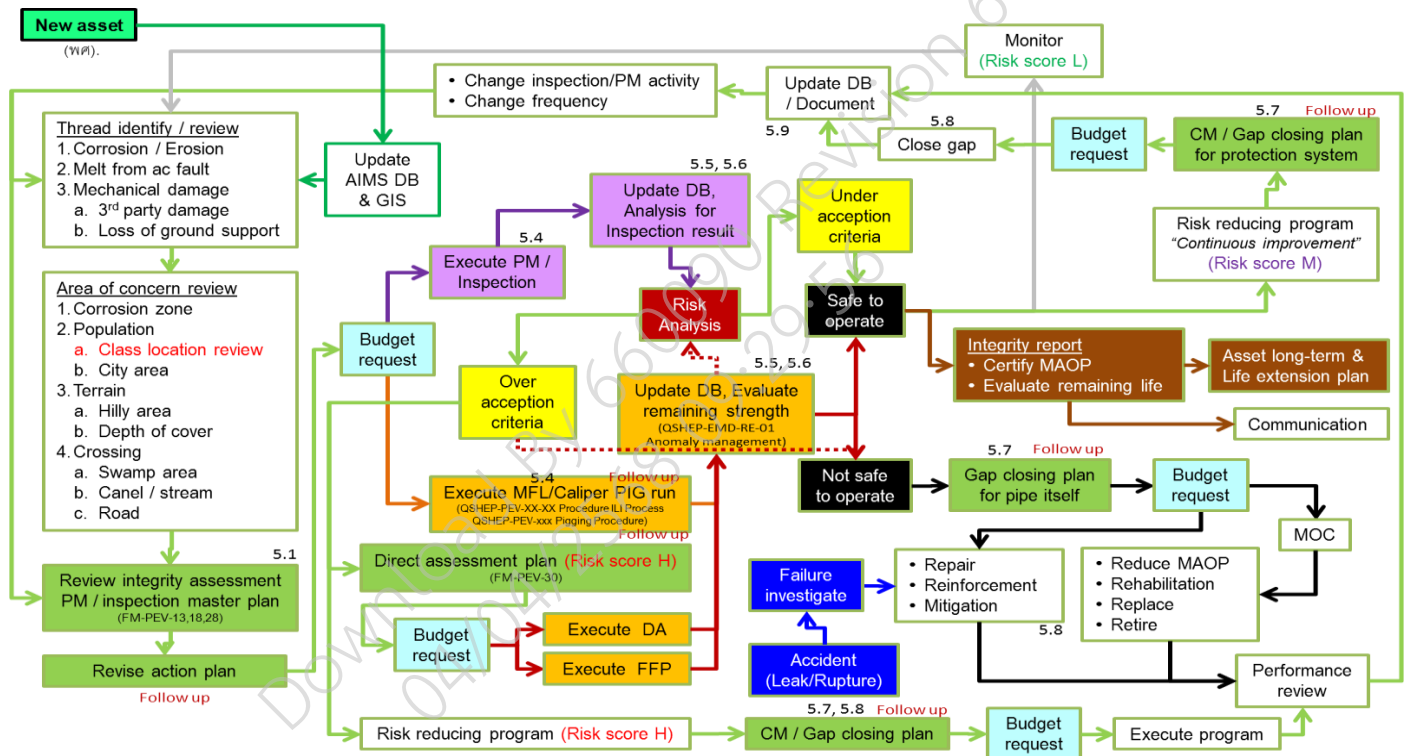 New asset
(พศ).
Monitor
(Risk score L)
• Change inspection/PM activity
• Change frequency
Update DB
/ Document
5.9
5.8
Close gap
Budget
request
5.7
Follow up
CM / Gap closing plan
for protection system
Thread identify / review
1. Corrosion / Erosion
2. Melt from ac fault
3. Mechanical damage
a. 3rd party damage
b. Loss of ground support
Update
AIMS DB
& GIS
5.5, 5.6
Update DB,
Analysis for
Inspection result
Under
acception
criteria
Risk reducing program
"Continuous improvement"
(Risk score M)
5.4
Execute PM /
Inspection
Area of concern review
1. Corrosion zone
2. Population
a. Class location review
b. City area
3. Terrain
a. Hilly area
b. Depth of cover
4. Crossing
a. Swamp area
b. Canel / stream
c. Road
Budget
request
Risk
Analysis
Safe to
operate
Integrity report
• Certify MAOP
• Evaluate remaining life
Asset long-term &
Life extension plan
Communication
Over
acception
criteria
5.5, 5.6
Update DB, Evaluate
remaining strength
(QSHEP-EMD-RE-01
Anomaly management)
Not safe
to operate
5.7
Follow up
Gap closing plan
for pipe itself
Budget
request
MOC
5.4
Follow up
Execute MFL/Caliper PIG run
(QSHEP-PEV-XX-XX Procedure ILI Process
QSHEP-PEV-xxx Pigging Procedure)
Follow up
Direct assessment plan (Risk score H)
(FM-PEV-30)
5.1
Review integrity assessment
PM / inspection master plan
(FM-PEV-13,18,28)
Revise action plan
Follow up
Budget
request
Execute DA
Execute FFP
Failure
investigate
Accident
(Leak/Rupture)
• Repair
• Reinforcement
• Mitigation
5.8
• Reduce MAOP
• Rehabilitation
• Replace
• Retire
Performance
review
Risk reducing program (Risk score H)
5.7, 5.8
Follow up
CM / Gap closing plan
Budget
request
Execute program
Download By 660090 Revision 6